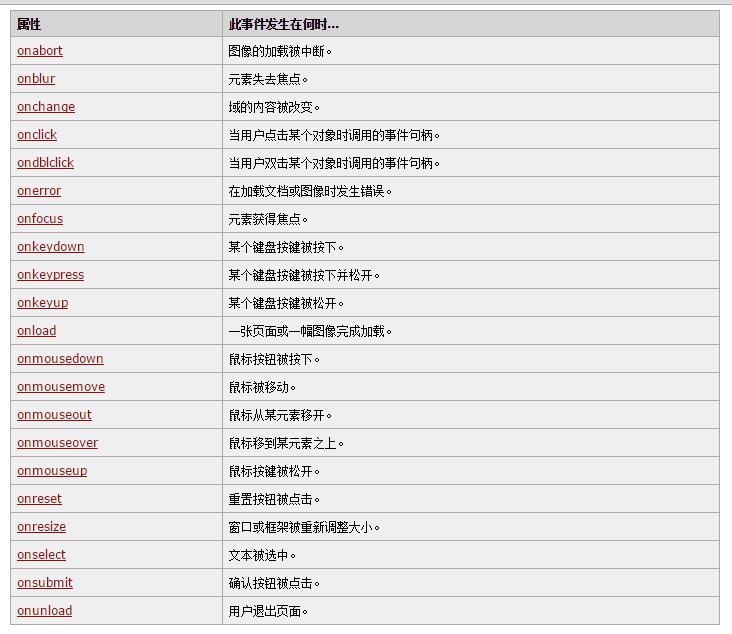 属性 此事件发生在何时...
onabort 图像的加载被中断。
onblur 元素失去焦点。
onchange 域的内容被改变。
onclick 当用户点击某个对象时调用的事件句柄。
ondblclick 当用户双击某个对象时调用的事件句柄。
onerror 在加载文档或图像时发生错误。
onfocus 元素获得焦点。
onkeydown 某个键盘按键被按下。
onkeypress 某个键盘按键被按下并松开。
onkeyup 某个键盘按键被松开。
onload 一张页面或一幅图像完成加载。
onmousedown 鼠标按钮被按下。
onmousemove 鼠标被移动。
onmouseout 鼠标从某元素移开。
onmouseover 鼠标移到某元素之上。
onmouseup 鼠标按键被松开。
onreset 重置按钮被点击。
onresize 窗口或框架被重新调整大小。
onselect 文本被选中。
onsubmit 确认按钮被点击。
onunload 用户退出页面。